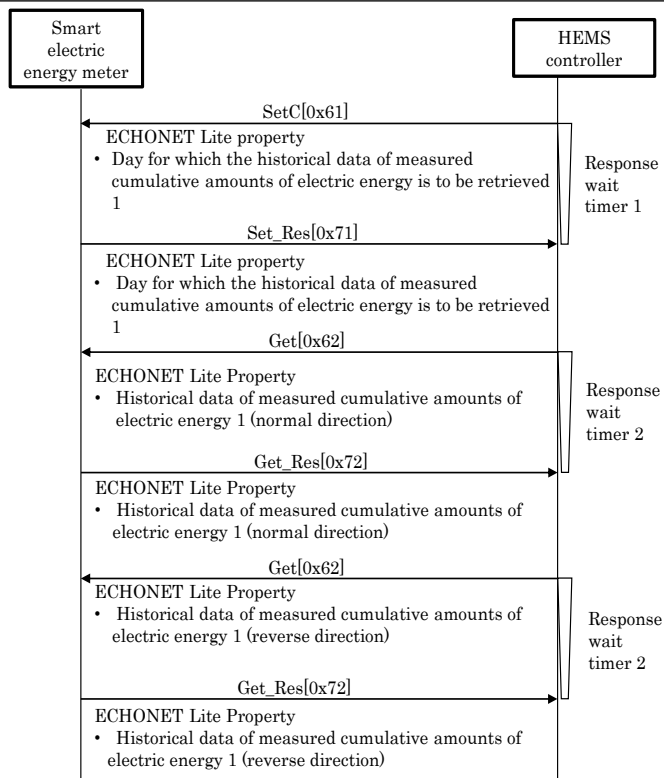 Smart
electric
energy meter
HEMS
controller
SetC[0x61]
ECHONET Lite property
• Day for which the historical data of measured
cumulative amounts of electric energy is to be retrieved
1
Response
wait
timer 1
Set_Res[0x71]
ECHONET Lite property
• Day for which the historical data of measured
cumulative amounts of electric energy is to be retrieved
1
Get[0x62]
ECHONET Lite Property
• Historical data of measured cumulative amounts of
electric energy 1 (normal direction)
Response
wait
timer 2
Get_Res[0x72]
ECHONET Lite Property
• Historical data of measured cumulative amounts of
electric energy 1 (normal direction)
Get[0x62]
ECHONET Lite Property
• Historical data of measured cumulative amounts of
electric energy 1 (reverse direction)
Response
wait
timer 2
Get_Res[0x72]
ECHONET Lite Property
• Historical data of measured cumulative amounts of
electric energy 1 (reverse direction)